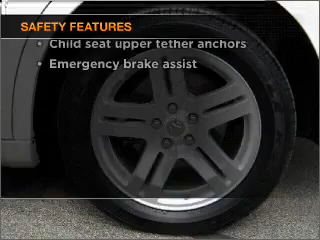 SAFETY FEATURES
• Child seat upper tether anchors
• Emergency brake assist